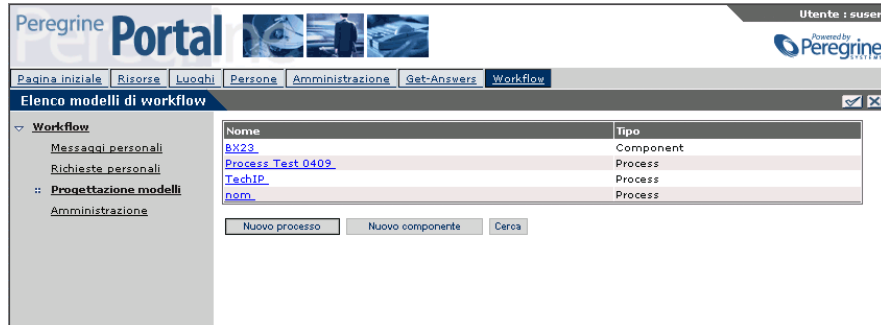 Peregrine Portal
Utente : suser
Powered by
Peregrine
SYSTEMS
Pagina iniziale Risorse Luoghi Persone Amministrazione Get-Answers Workflow
Elenco modelli di workflow
Workflow
Messaggi personali
Richieste personali
Progettazione modelli
Amministrazione
Nome Tipo
BX23 Component
Process Test 0409 Process
TechIP Process
nom Process
Nuovo processo Nuovo componente Cerca